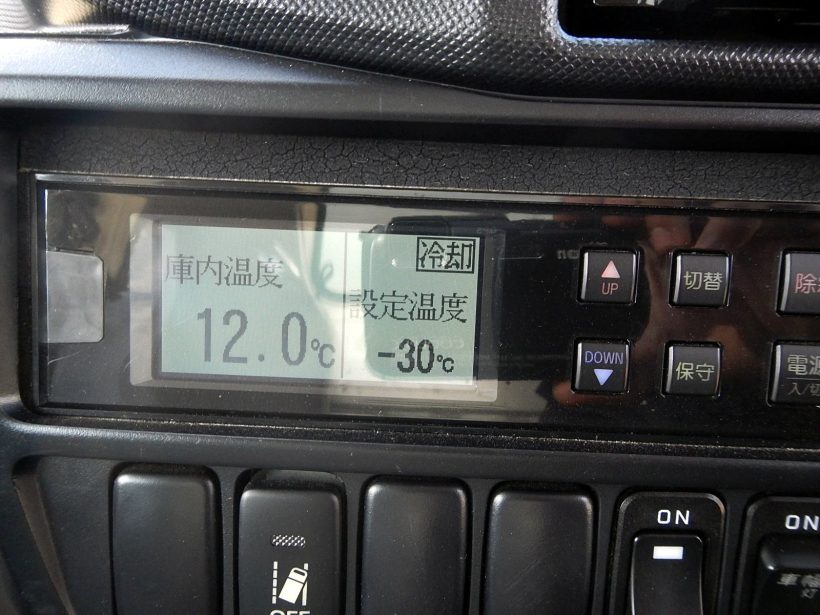 冷却
庫内温度
設定温度
12.0℃
-30℃
UP
切替
DOWN
保守
電源
入/切
ON
ON
OFF